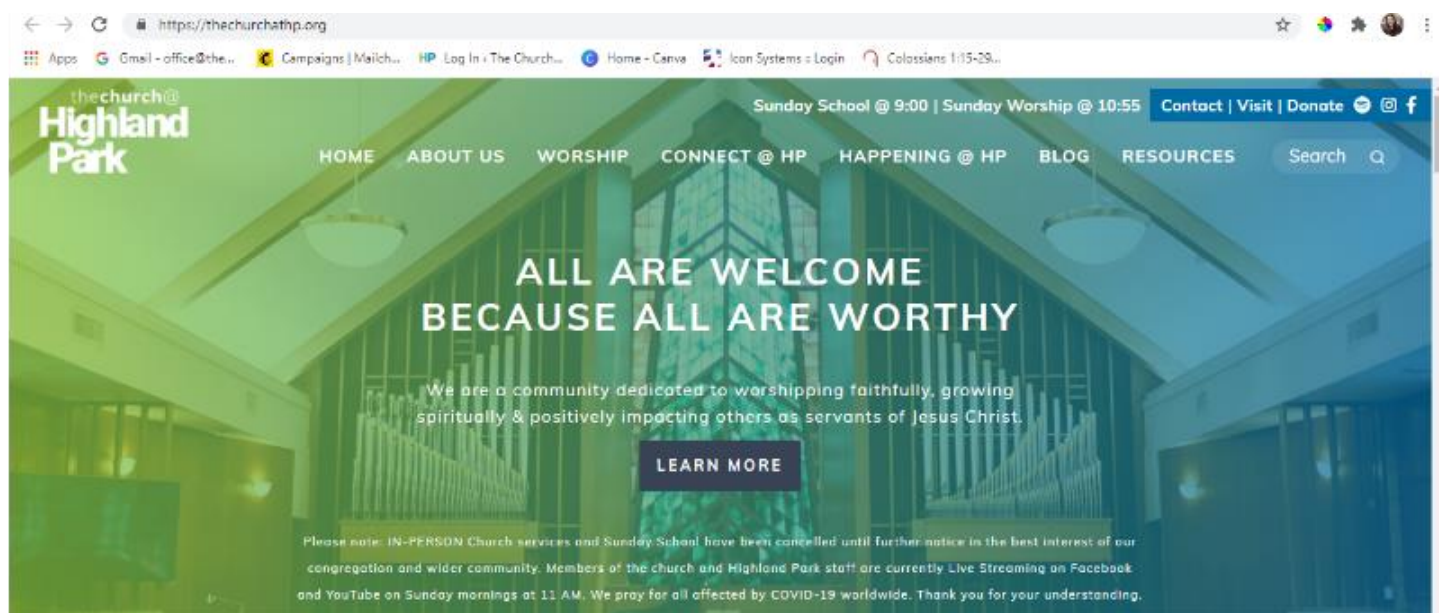 https://thechurchathp.org
Apps Gmail - office@the... Campaigns | Mailch... HP Log In ‹ The Church... Home - Canva Icon Systems :: Login Colossians 1:15-29...
thechurch@
Highland
Park
Sunday School @ 9:00 | Sunday Worship @ 10:55 Contact | Visit | Donate
HOME ABOUT US WORSHIP CONNECT @ HP HAPPENING @ HP BLOG RESOURCES Search
ALL ARE WELCOME
BECAUSE ALL ARE WORTHY
We are a community dedicated to worshipping faithfully, growing
spiritually & positively impacting others as servants of Jesus Christ.
LEARN MORE
Please note: IN-PERSON Church services and Sunday School have been cancelled until further notice in the best interest of our
congregation and wider community. Members of the church and Highland Park staff are currently Live Streaming on Facebook
and YouTube on Sunday mornings at 11 AM. We pray for all affected by COVID-19 worldwide. Thank you for your understanding.